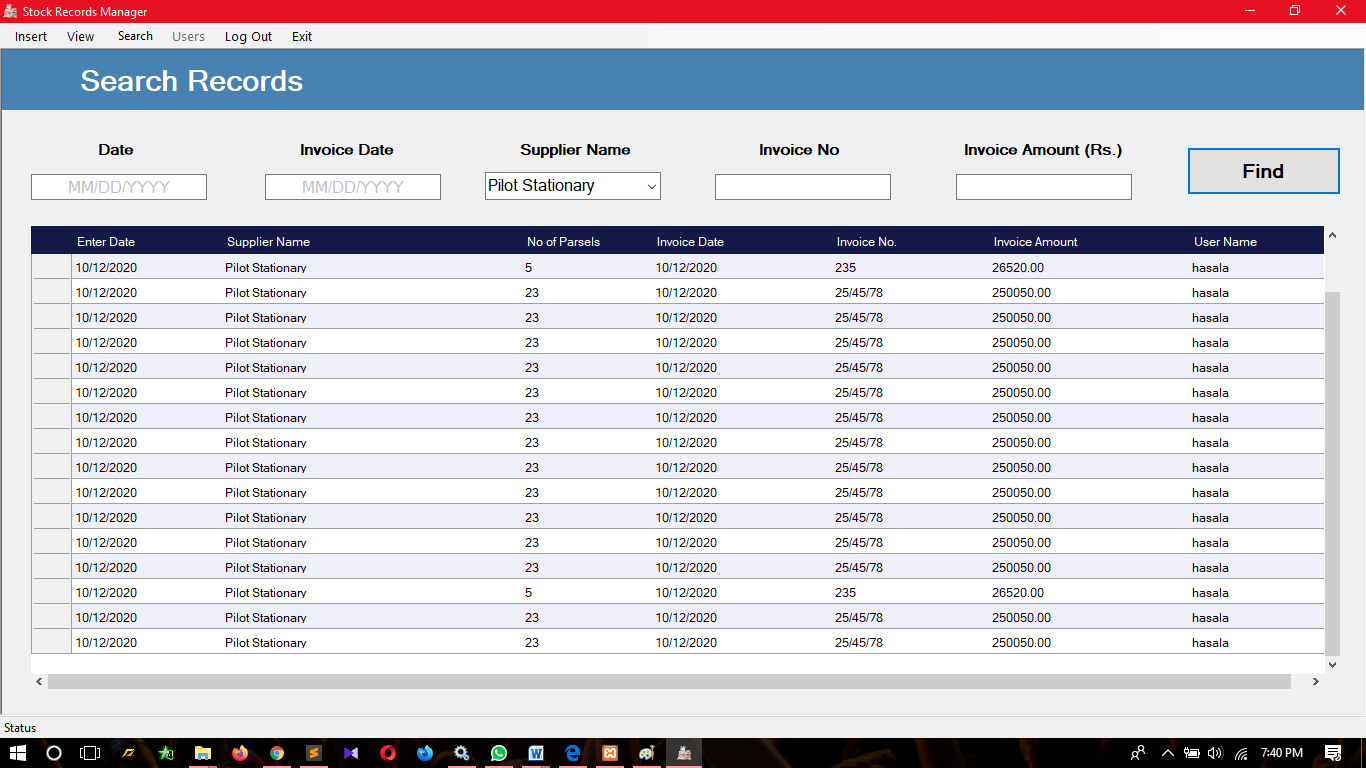 Stock Records Manager
Insert View Search Users Log Out Exit
Search Records
Date Invoice Date Supplier Name Invoice No Invoice Amount (Rs.)
Find
MM/DD/YYYY MM/DD/YYYY Pilot Stationary
Enter Date Supplier Name No of Parsels Invoice Date Invoice No. Invoice Amount User Name
10/12/2020 Pilot Stationary 5 10/12/2020 235 26520.00 hasala
10/12/2020 Pilot Stationary 23 10/12/2020 25/45/78 250050.00 hasala
10/12/2020 Pilot Stationary 23 10/12/2020 25/45/78 250050.00 hasala
10/12/2020 Pilot Stationary 23 10/12/2020 25/45/78 250050.00 hasala
10/12/2020 Pilot Stationary 23 10/12/2020 25/45/78 250050.00 hasala
10/12/2020 Pilot Stationary 23 10/12/2020 25/45/78 250050.00 hasala
10/12/2020 Pilot Stationary 23 10/12/2020 25/45/78 250050.00 hasala
10/12/2020 Pilot Stationary 23 10/12/2020 25/45/78 250050.00 hasala
10/12/2020 Pilot Stationary 23 10/12/2020 25/45/78 250050.00 hasala
10/12/2020 Pilot Stationary 23 10/12/2020 25/45/78 250050.00 hasala
10/12/2020 Pilot Stationary 23 10/12/2020 25/45/78 250050.00 hasala
10/12/2020 Pilot Stationary 23 10/12/2020 25/45/78 250050.00 hasala
10/12/2020 Pilot Stationary 23 10/12/2020 25/45/78 250050.00 hasala
10/12/2020 Pilot Stationary 5 10/12/2020 235 26520.00 hasala
10/12/2020 Pilot Stationary 23 10/12/2020 25/45/78 250050.00 hasala
10/12/2020 Pilot Stationary 23 10/12/2020 25/45/78 250050.00 hasala
Status
7:40 PM